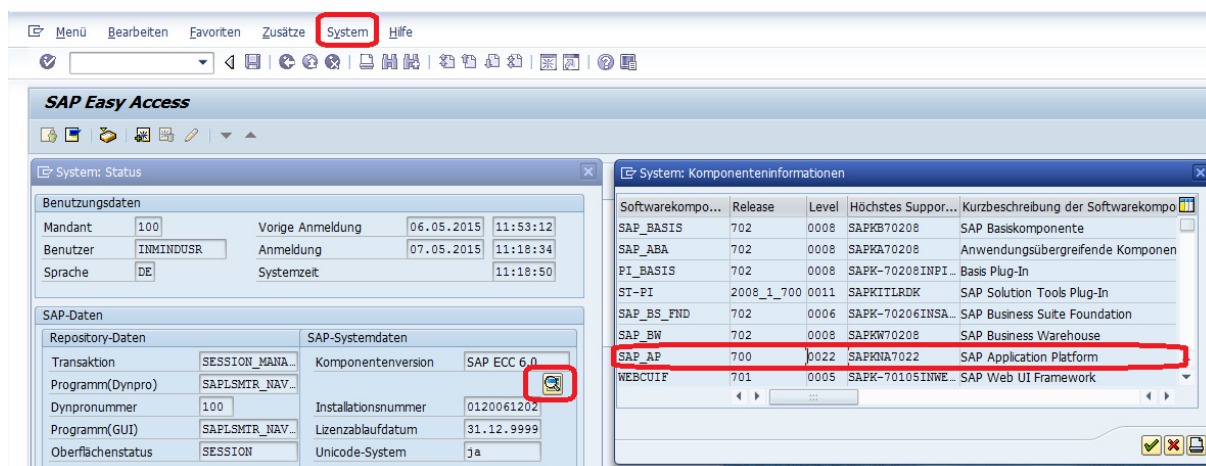 Menü Bearbeiten Favoriten Zusätze System Hilfe
SAP Easy Access
System: Status
Benutzungsdaten
Mandant 100 Vorige Anmeldung 06.05.2015 11:53:12
Benutzer INMINDUSR Anmeldung 07.05.2015 11:18:34
Sprache DE Systemzeit 11:18:50
SAP-Daten
Repository-Daten SAP-Systemdaten
Transaktion SESSION_MANA... Komponentenversion SAP ECC 6.0
Programm(Dynpro) SAPLSMTR_NAV...
Dynpronummer 100 Installationsnummer 0120061202
Programm(GUI) SAPLSMTR_NAV... Lizenzablaufdatum 31.12.9999
Oberflächenstatus SESSION Unicode-System ja
System: Komponenteninformationen
Softwarekompo... Release Level Höchstes Suppor... Kurzbeschreibung der Softwarekompo
SAP_BASIS 702 0008 SAPKB70208 SAP Basiskomponente
SAP_ABA 702 0008 SAPKA70208 Anwendungsübergreifende Komponen
PI_BASIS 702 0008 SAPK-70208INPI... Basis Plug-In
ST-PI 2008_1_700 0011 SAPKITLRDK SAP Solution Tools Plug-In
SAP_BS_FND 702 0006 SAPK-70206INSA... SAP Business Suite Foundation
SAP_BW 702 0008 SAPKW70208 SAP Business Warehouse
SAP_AP 700 0022 SAPKNA7022 SAP Application Platform
WEBCUIF 701 0005 SAPK-70105INWE... SAP Web UI Framework